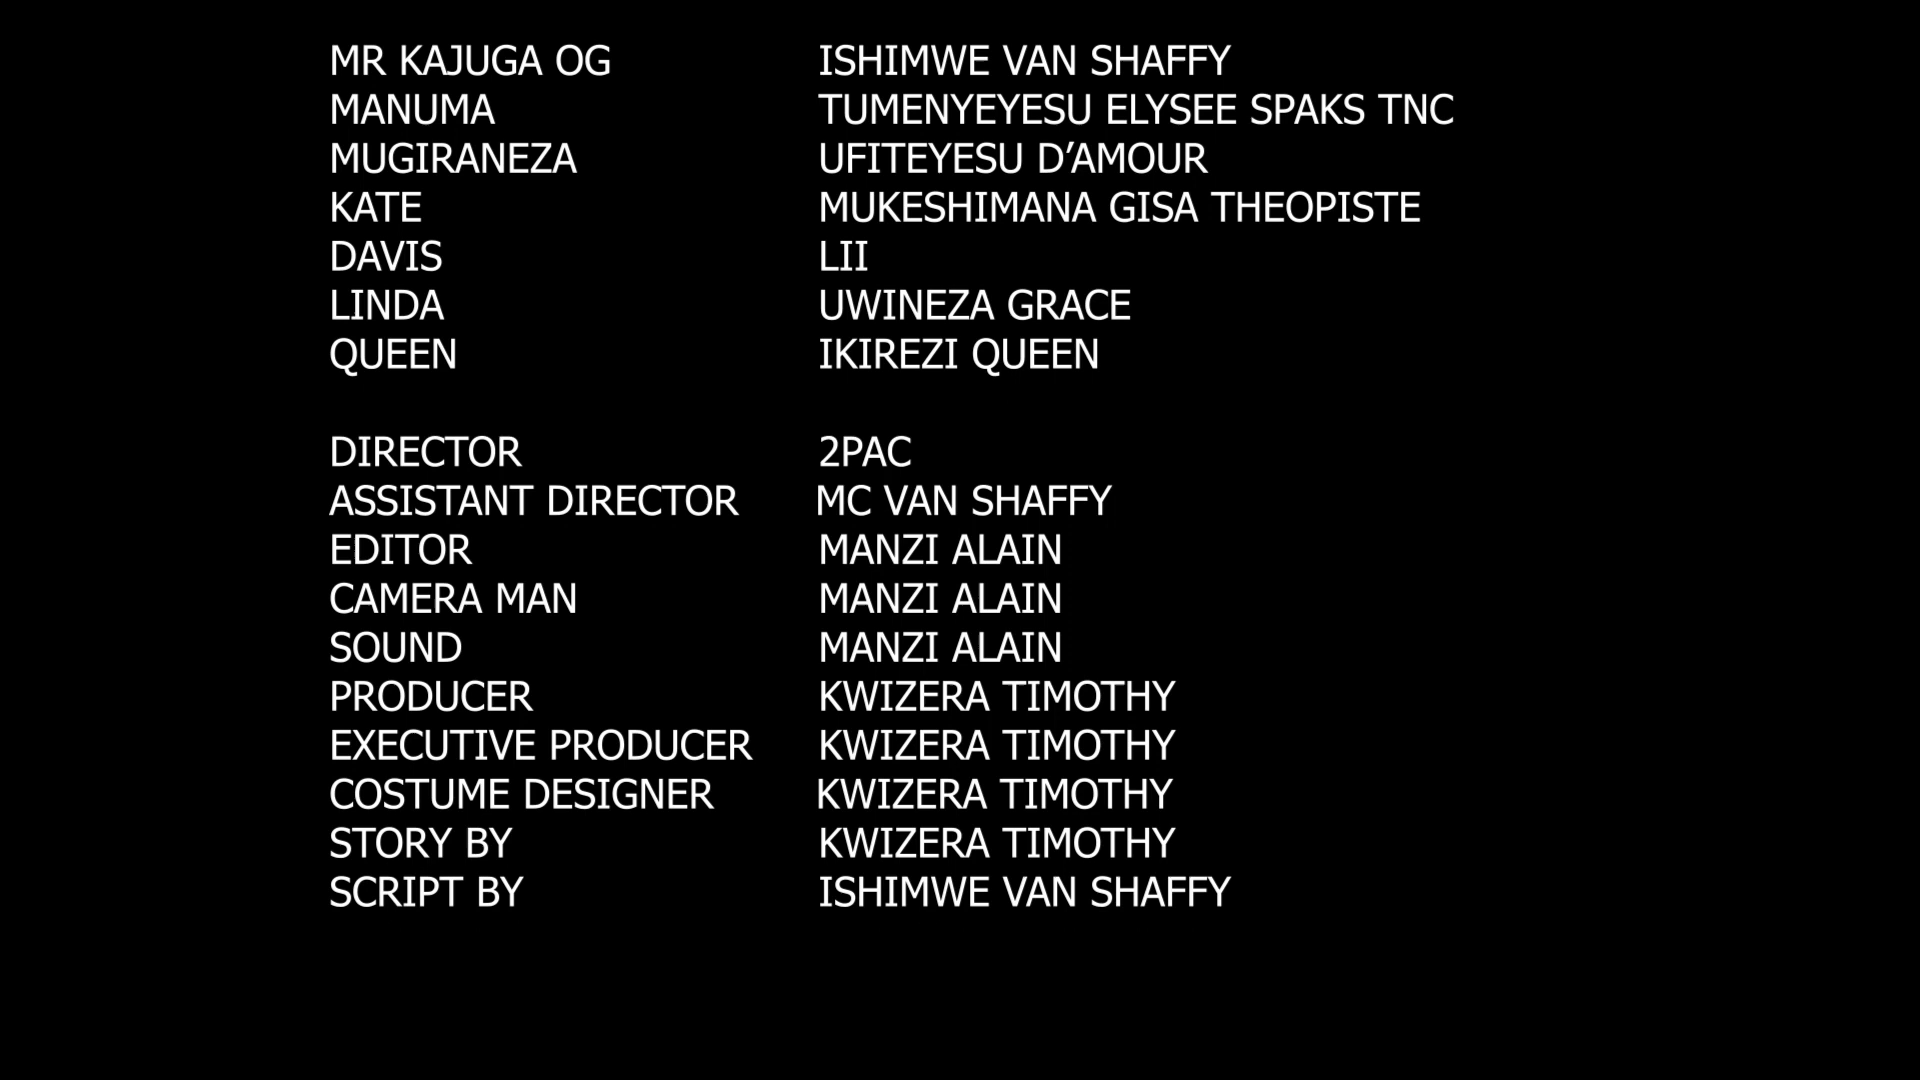 MR KAJUGA OG ISHIMWE VAN SHAFFY
MANUMA TUMENYEYESU ELYSEE SPAKS TNC
MUGIRANEZA UFITEYESU D’AMOUR
KATE MUKESHIMANA GISA THEOPISTE
DAVIS LII
LINDA UWINEZA GRACE
QUEEN IKIREZI QUEEN
DIRECTOR 2PAC
ASSISTANT DIRECTOR MC VAN SHAFFY
EDITOR MANZI ALAIN
CAMERA MAN MANZI ALAIN
SOUND MANZI ALAIN
PRODUCER KWIZERA TIMOTHY
EXECUTIVE PRODUCER KWIZERA TIMOTHY
COSTUME DESIGNER KWIZERA TIMOTHY
STORY BY KWIZERA TIMOTHY
SCRIPT BY ISHIMWE VAN SHAFFY